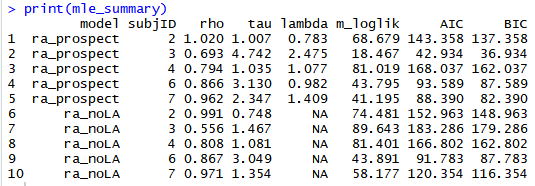 > print(mle_summary)
model subjID rho tau lambda m_loglik AIC BIC
1 ra_prospect 2 1.020 1.007 0.783 68.679 143.358 137.358
2 ra_prospect 3 0.693 4.742 2.475 18.467 42.934 36.934
3 ra_prospect 4 0.794 1.035 1.077 81.019 168.037 162.037
4 ra_prospect 6 0.866 3.130 0.982 43.795 93.589 87.589
5 ra_prospect 7 0.962 2.347 1.409 41.195 88.390 82.390
6 ra_noLA 2 0.991 0.748 NA 74.481 152.963 148.963
7 ra_noLA 3 0.556 1.467 NA 89.643 183.286 179.286
8 ra_noLA 4 0.808 1.081 NA 81.401 166.802 162.802
9 ra_noLA 6 0.867 3.049 NA 43.891 91.783 87.783
10 ra_noLA 7 0.971 1.354 NA 58.177 120.354 116.354